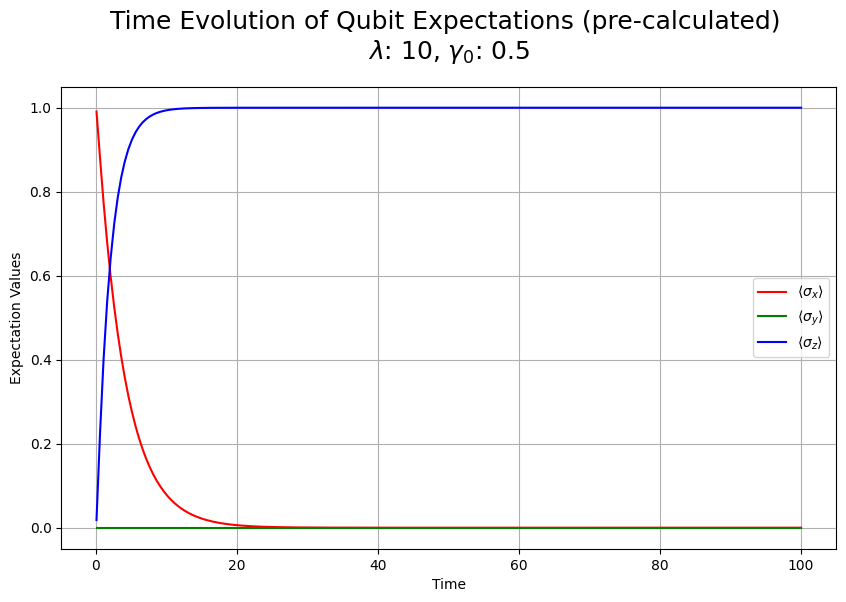 Time Evolution of Qubit Expectations (pre-calculated)
λ: 10, γ₀: 0.5
Expectation Values
1.0
0.8
0.6
0.4
0.2
0.0
⟨σₓ⟩
⟨σᵧ⟩
⟨σ_z⟩
0 20 40 60 80 100
Time